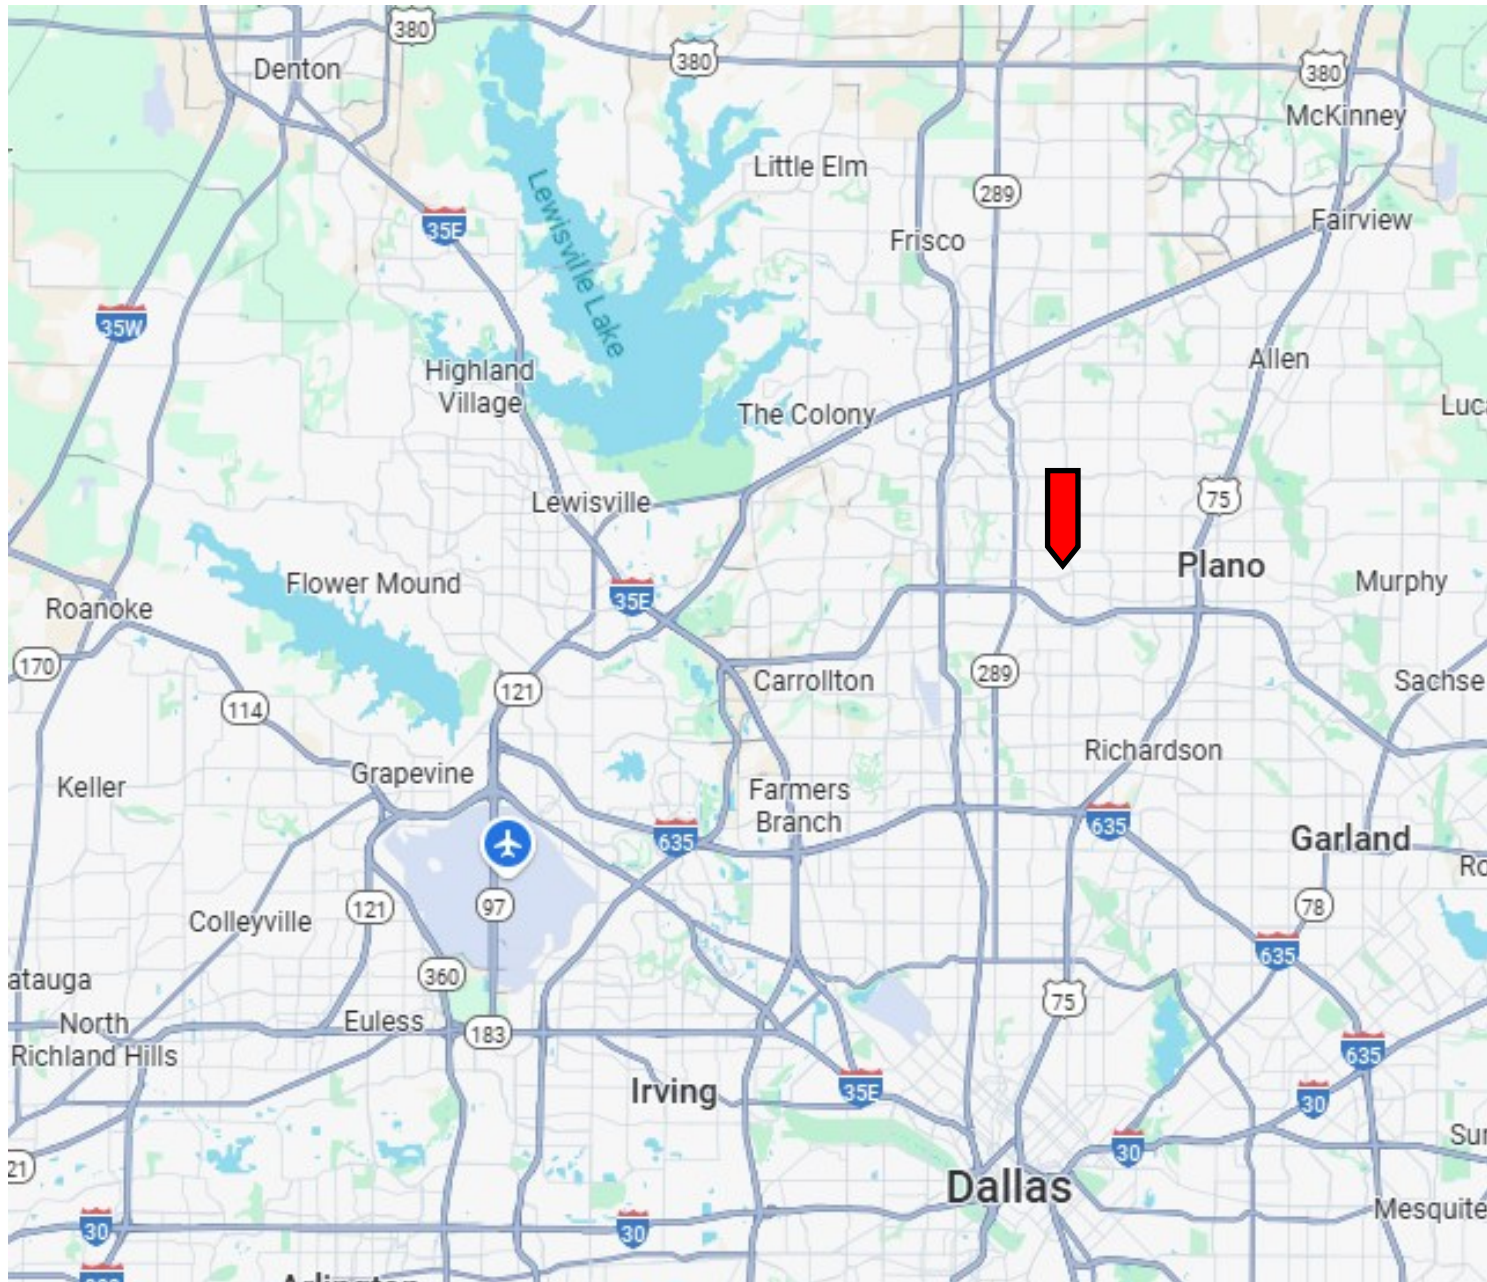 380
Denton
380
380
McKinney
Little Elm
289
Fairview
35E
Frisco
Lewisville Lake
35W
Allen
Highland
Village
The Colony
Luca
75
Lewisville
Plano
Flower Mound
Murphy
35E
Roanoke
170
289
Carrollton
Sachse
121
114
Richardson
Grapevine
Keller
Farmers
Branch
635
635
Garland
Ro
97
78
121
Colleyville
635
360
atauga
75
North
Richland Hills
Euless
183
635
Irving
35E
30
Sun
30
21
Dallas
Mesquite
30
30
Arlington